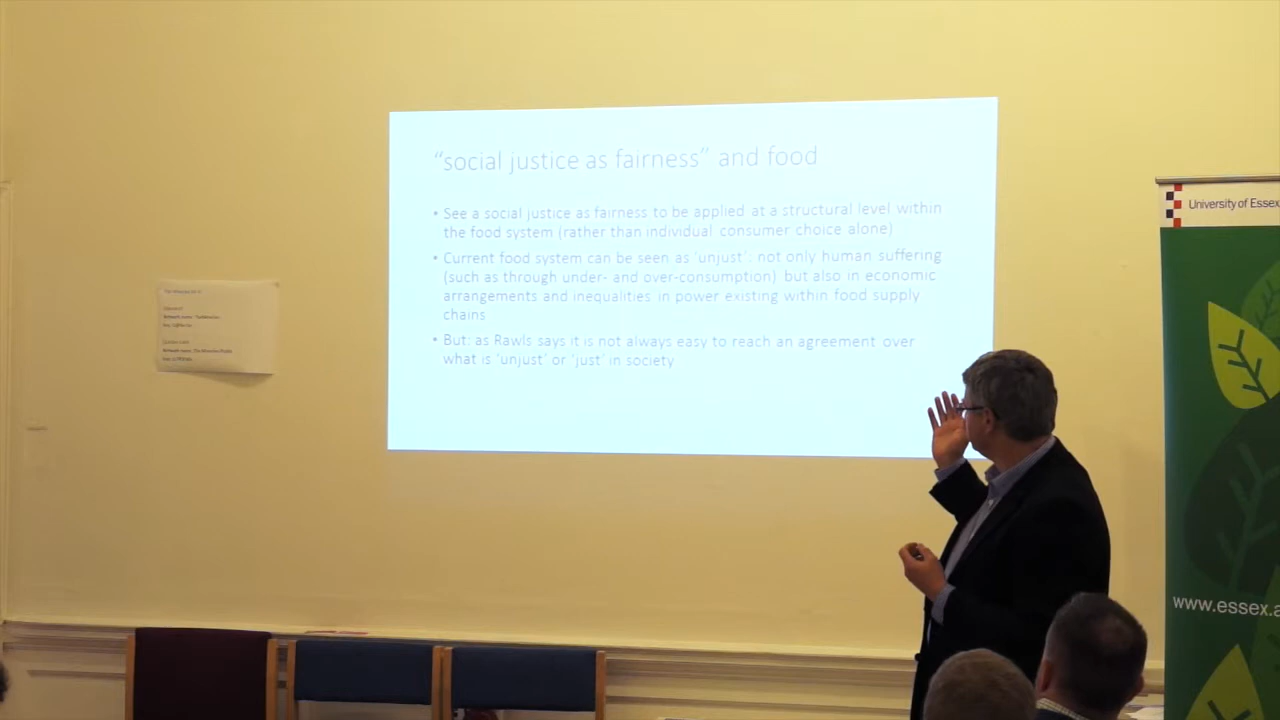 “social justice as fairness” and food
• See a social justice as fairness to be applied at a structural level within
the food system (rather than individual consumer choice alone)
• Current food system can be seen as ‘unjust’: not only human suffering
(such as through under- and over-consumption) but also in economic
arrangements and inequalities in power existing within food supply
chains
• But: as Rawls says it is not always easy to reach an agreement over
what is ‘unjust’ or ‘just’ in society
University of Essex
www.essex.a